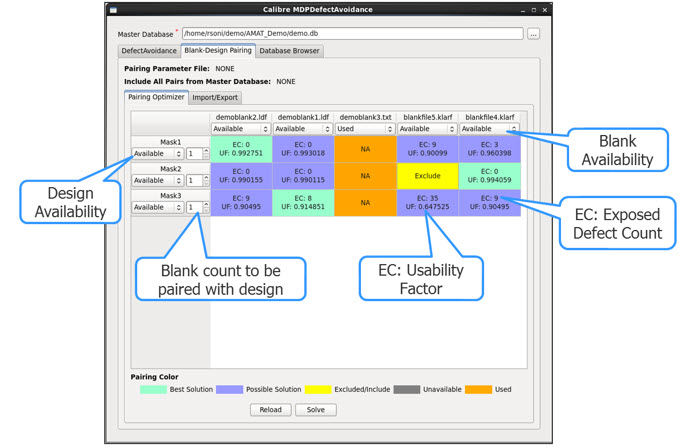 Calibre MDPDefectAvoidance
Master Database * /home/rsoni/demo/AMAT_Demo/demo.db ...
DefectAvoidance Blank-Design Pairing Database Browser
Pairing Parameter File: NONE
Include All Pairs from Master Database: NONE
Pairing Optimizer Import/Export
demoblank2.ldf demoblank1.ldf demoblank3.txt blankfile5.klarf blankfile4.klarf
Available Available Used Available Available
Mask1
Available 1
EC: 0
UF: 0.992751
EC: 0
UF: 0.993018
NA
EC: 9
UF: 0.90099
EC: 3
UF: 0.960398
Mask2
Available 1
EC: 0
UF: 0.990155
EC: 0
UF: 0.990115
NA
Exclude
EC: 0
UF: 0.994059
Mask3
Available 1
EC: 9
UF: 0.90495
EC: 8
UF: 0.914851
NA
EC: 35
UF: 0.647525
EC: 9
UF: 0.90495
Blank
Availability
Design
Availability
EC: Exposed
Defect Count
Blank count to be
paired with design
EC: Usability
Factor
Pairing Color
Best Solution Possible Solution Excluded/Include Unavailable Used
Reload Solve